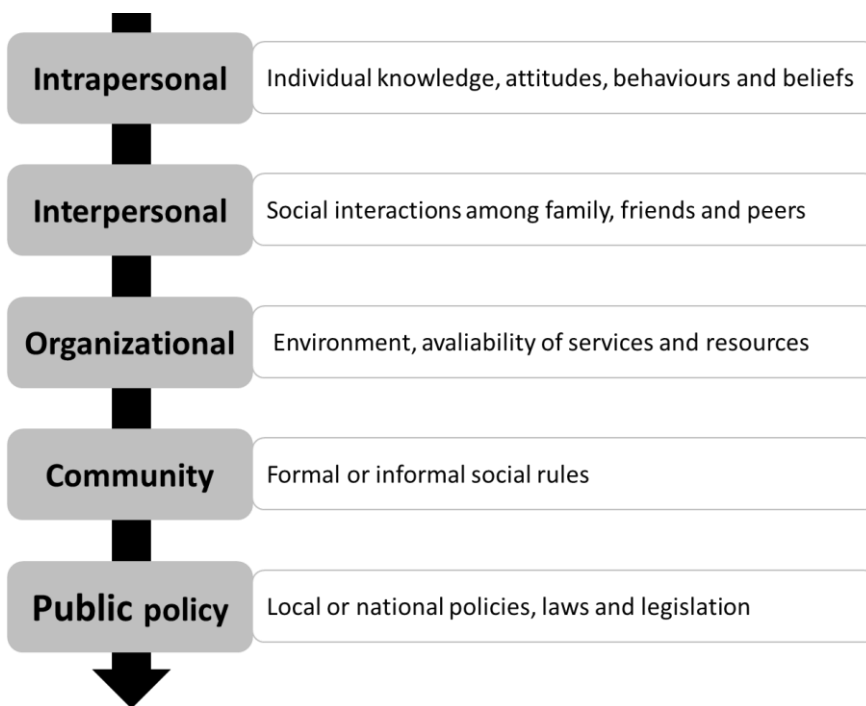 Intrapersonal
Individual knowledge, attitudes, behaviours and beliefs
Interpersonal
Social interactions among family, friends and peers
Organizational
Environment, avaliability of services and resources
Community
Formal or informal social rules
Public policy
Local or national policies, laws and legislation